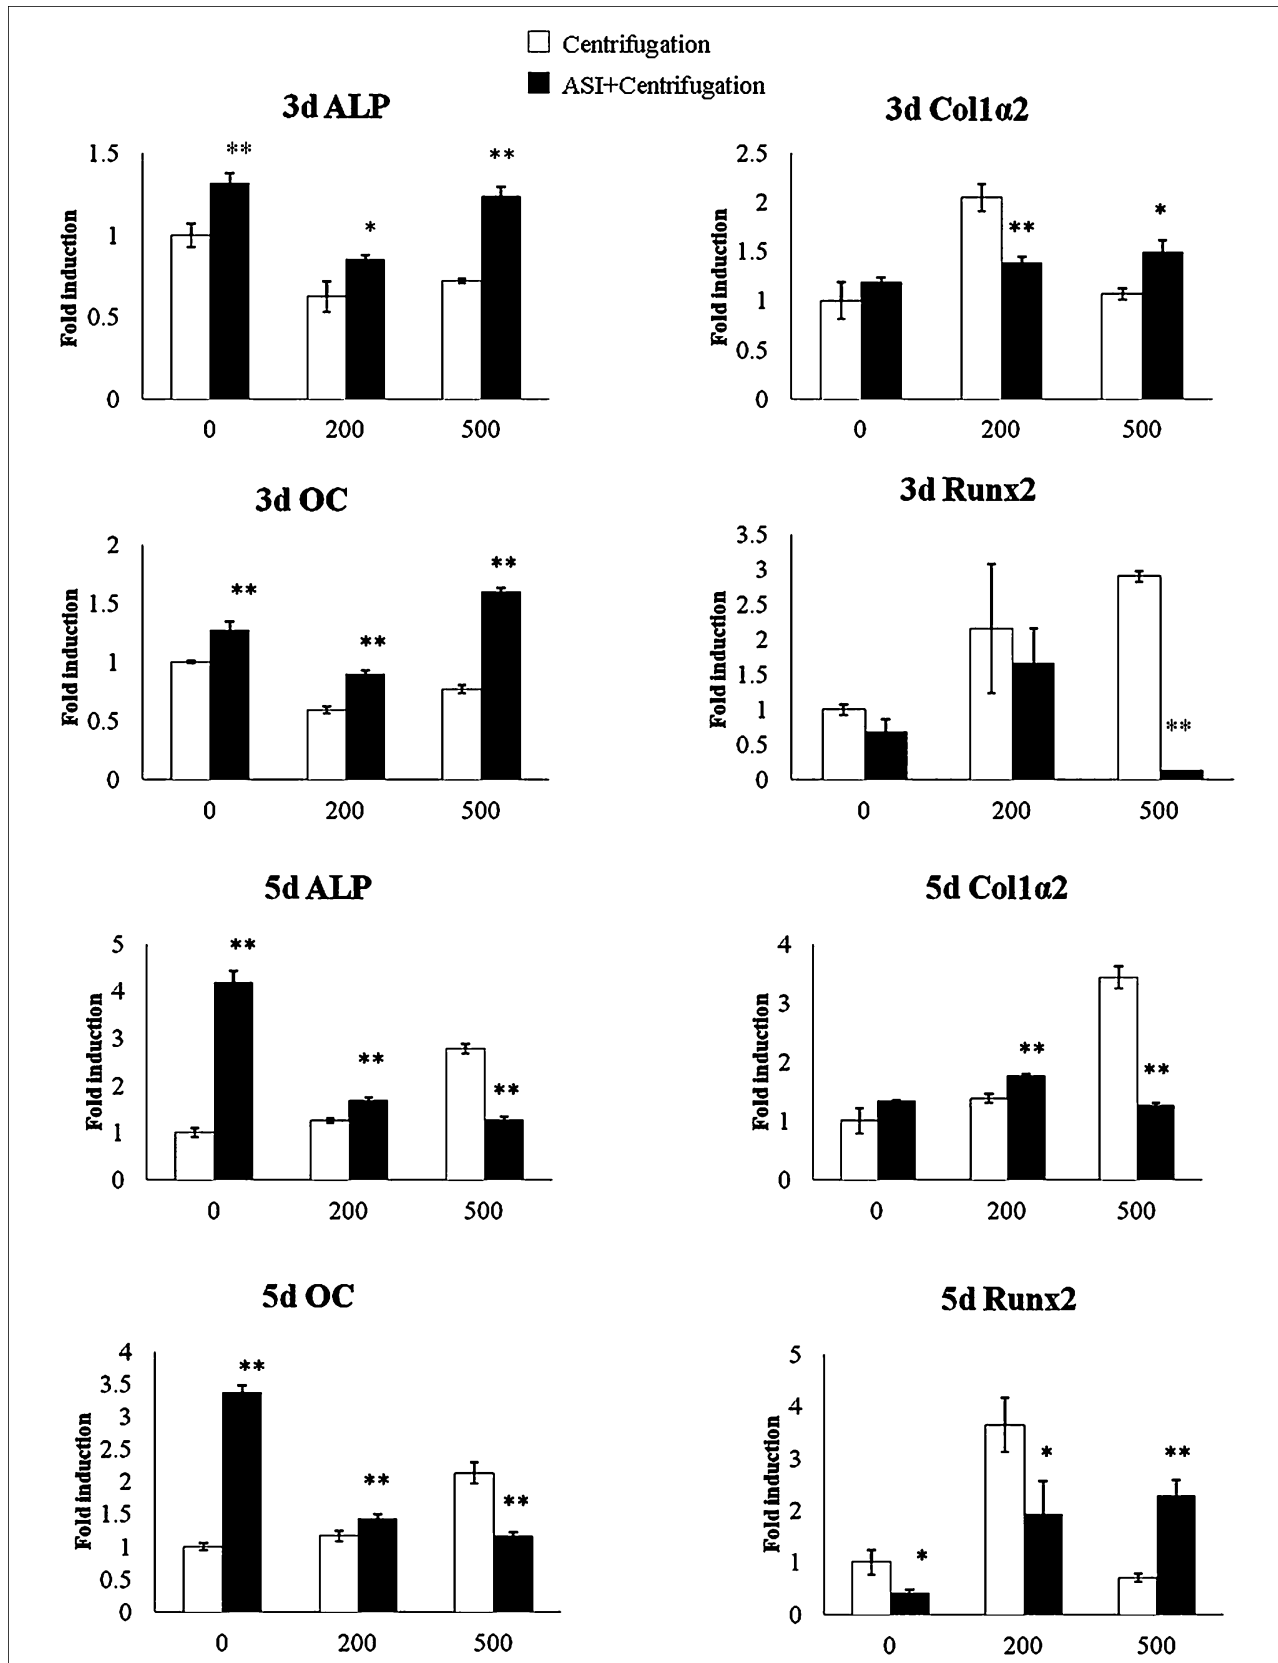 Centrifugation
ASI+Centrifugation
3d ALP
**
*
**
1.5
1
0.5
0
Fold induction
0 200 500
3d Col1α2
**
*
2.5
2
1.5
1
0.5
0
Fold induction
0 200 500
3d OC
**
**
**
2
1.5
1
0.5
0
Fold induction
0 200 500
3d Runx2
**
3.5
3
2.5
2
1.5
1
0.5
0
Fold induction
0 200 500
5d ALP
**
**
**
5
4
3
2
1
0
Fold induction
0 200 500
5d Col1α2
**
**
4
3
2
1
0
Fold induction
0 200 500
5d OC
**
**
**
4
3.5
3
2.5
2
1.5
1
0.5
0
Fold induction
0 200 500
5d Runx2
*
*
**
5
4
3
2
1
0
Fold induction
0 200 500